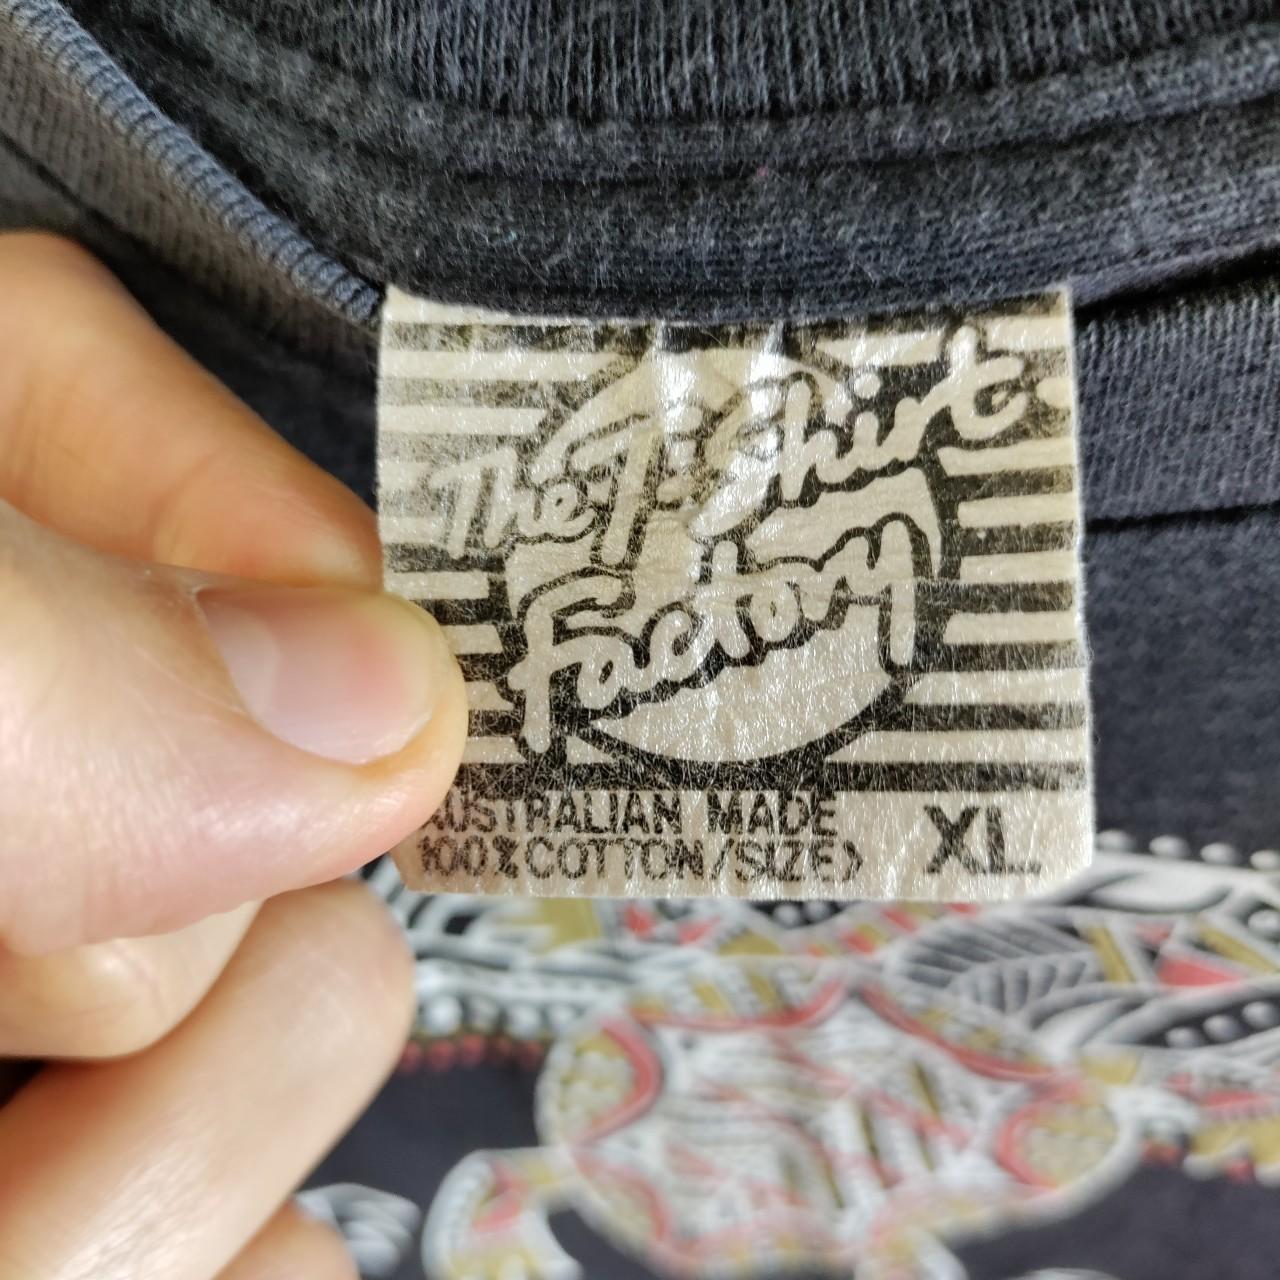 The T-Shirt
Factory
AUSTRALIAN MADE
100%COTTON/SIZE> XL